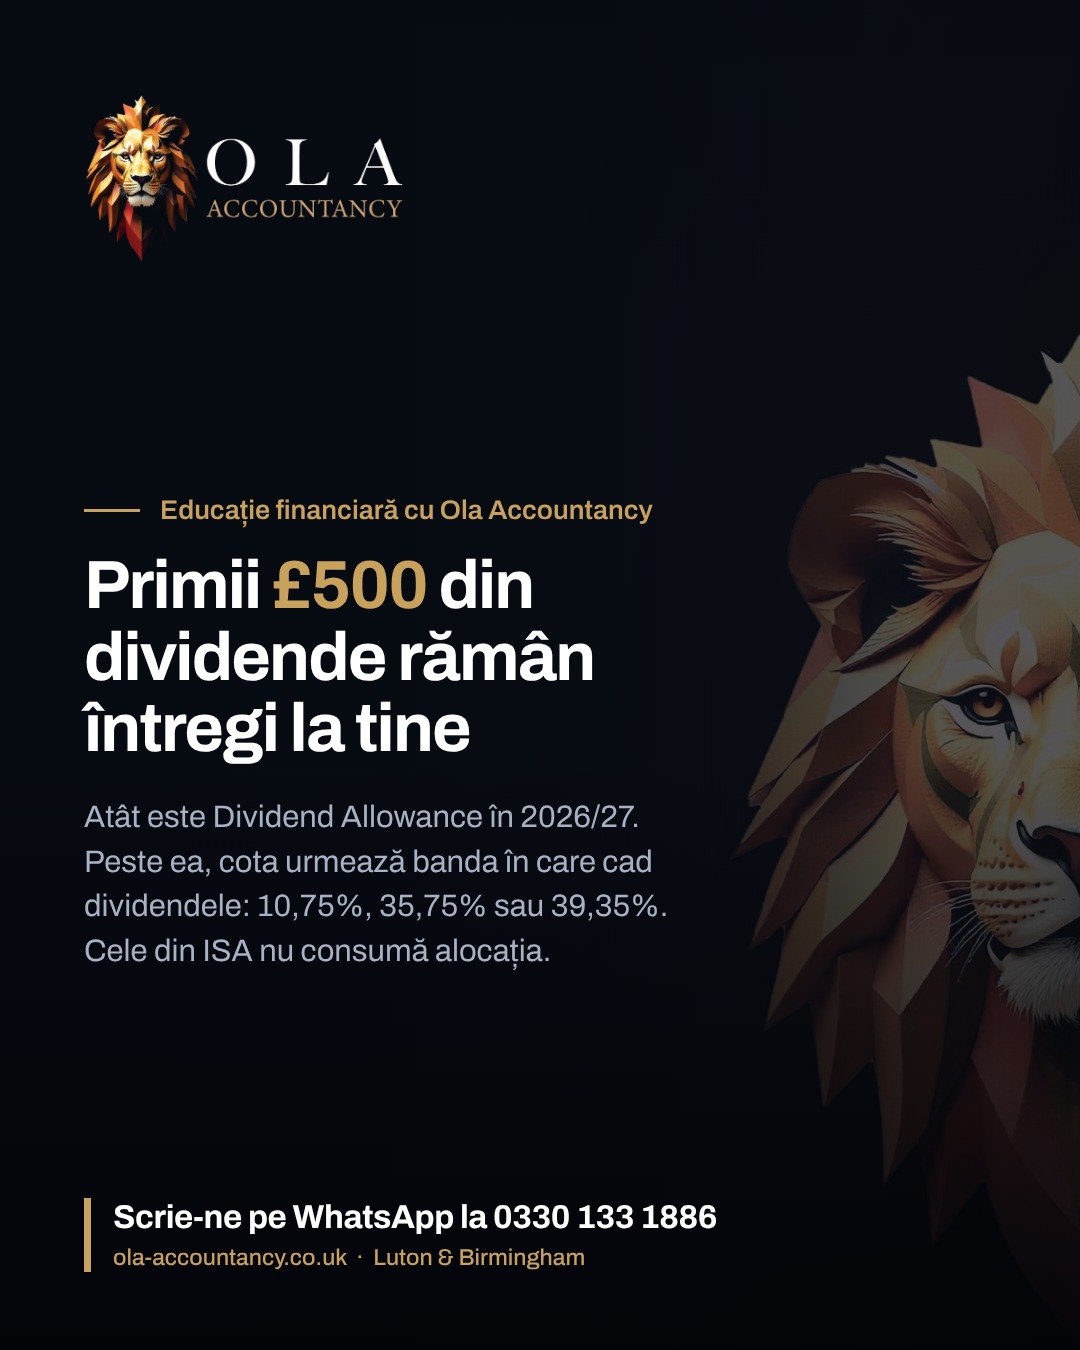 OLA
ACCOUNTANCY
Educație financiară cu Ola Accountancy
Primii £500 din
dividende rămân
întregi la tine
Atât este Dividend Allowance în 2026/27.
Peste ea, cota urmează banda în care cad
dividendele: 10,75%, 35,75% sau 39,35%.
Cele din ISA nu consumă alocația.
Scrie-ne pe WhatsApp la 0330 133 1886
ola-accountancy.co.uk · Luton & Birmingham